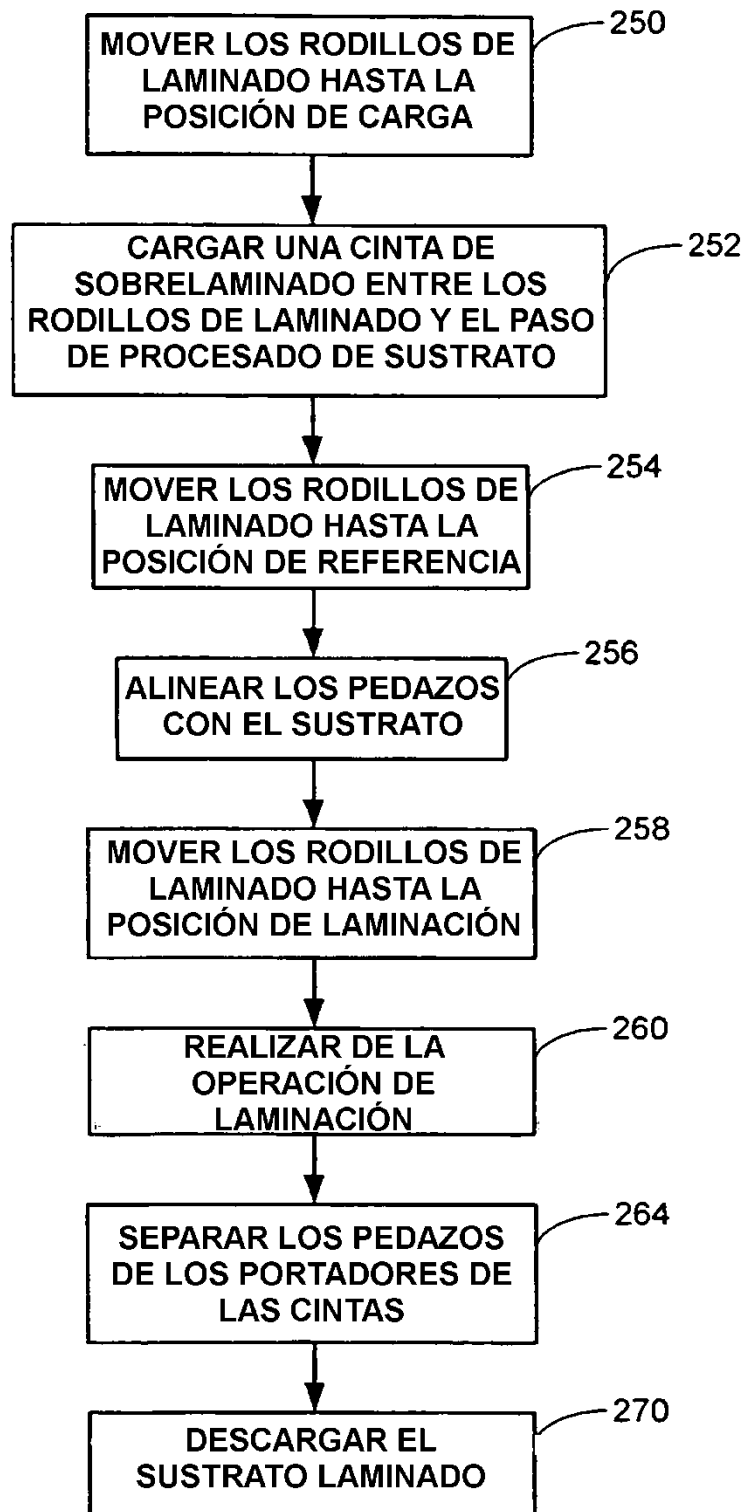 250
MOVER LOS RODILLOS DE
LAMINADO HASTA LA
POSICIÓN DE CARGA
252
CARGAR UNA CINTA DE
SOBRELAMINADO ENTRE LOS
RODILLOS DE LAMINADO Y EL PASO
DE PROCESADO DE SUSTRATO
254
MOVER LOS RODILLOS DE
LAMINADO HASTA LA
POSICIÓN DE REFERENCIA
256
ALINEAR LOS PEDAZOS
CON EL SUSTRATO
258
MOVER LOS RODILLOS DE
LAMINADO HASTA LA
POSICIÓN DE LAMINACIÓN
260
REALIZAR DE LA
OPERACIÓN DE
LAMINACIÓN
264
SEPARAR LOS PEDAZOS
DE LOS PORTADORES DE
LAS CINTAS
270
DESCARGAR EL
SUSTRATO LAMINADO